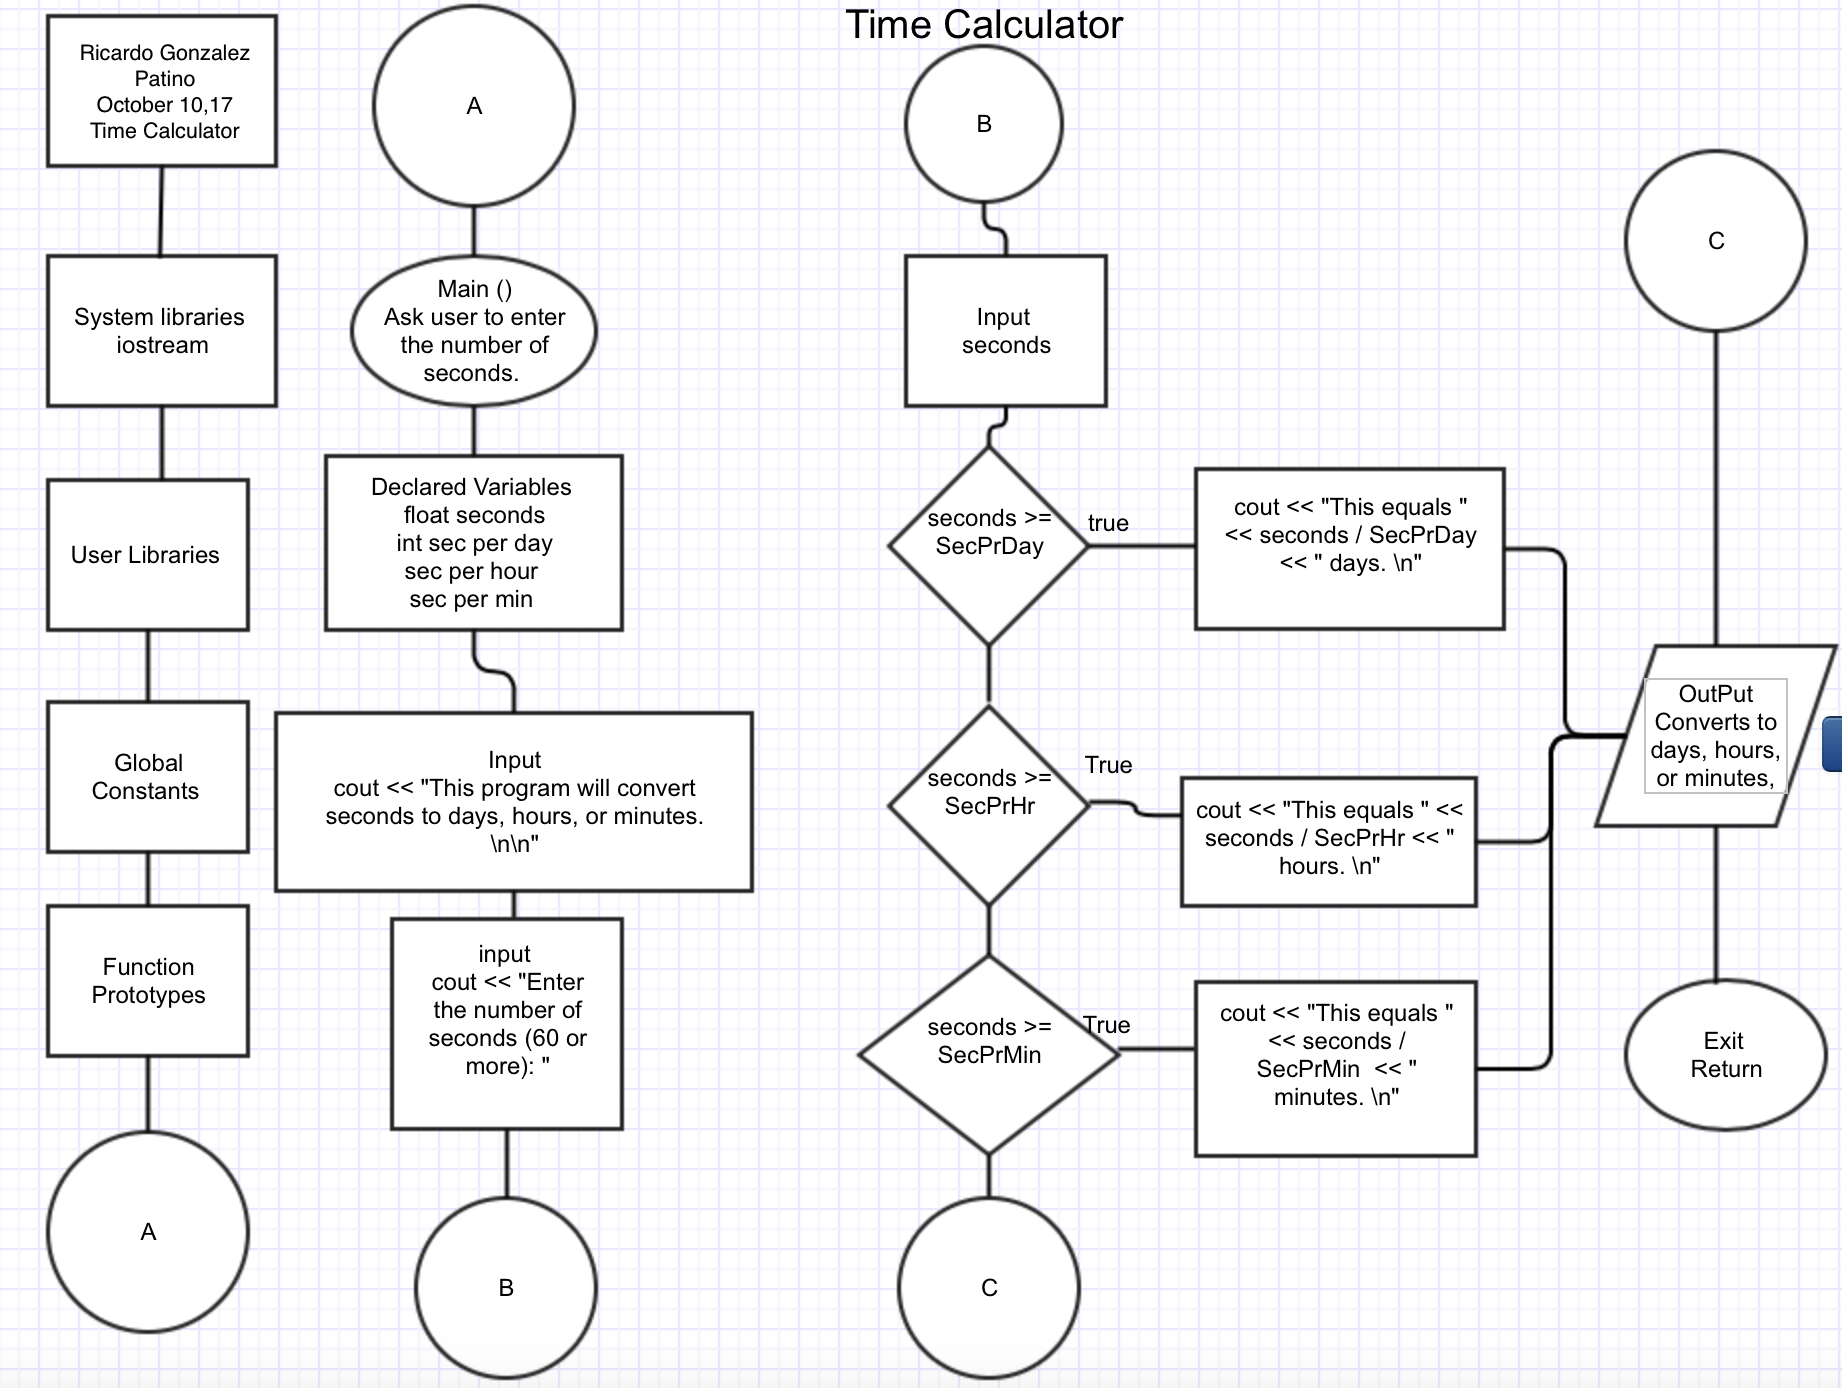 Time Calculator
Ricardo Gonzalez
Patino
October 10,17
Time Calculator
System libraries
iostream
User Libraries
Global
Constants
Function
Prototypes
A
A
Main ()
Ask user to enter
the number of
seconds.
Declared Variables
float seconds
int sec per day
sec per hour
sec per min
Input
cout << "This program will convert
seconds to days, hours, or minutes.
\n\n"
input
cout << "Enter
the number of
seconds (60 or
more): "
B
B
Input
seconds
seconds >=
SecPrDay
true
cout << "This equals "
<< seconds / SecPrDay
<< " days. \n"
seconds >=
SecPrHr
True
cout << "This equals " <<
seconds / SecPrHr << "
hours. \n"
seconds >=
SecPrMin
True
cout << "This equals "
<< seconds /
SecPrMin  << "
minutes. \n"
C
C
OutPut
Converts to
days, hours,
or minutes,
Exit
Return